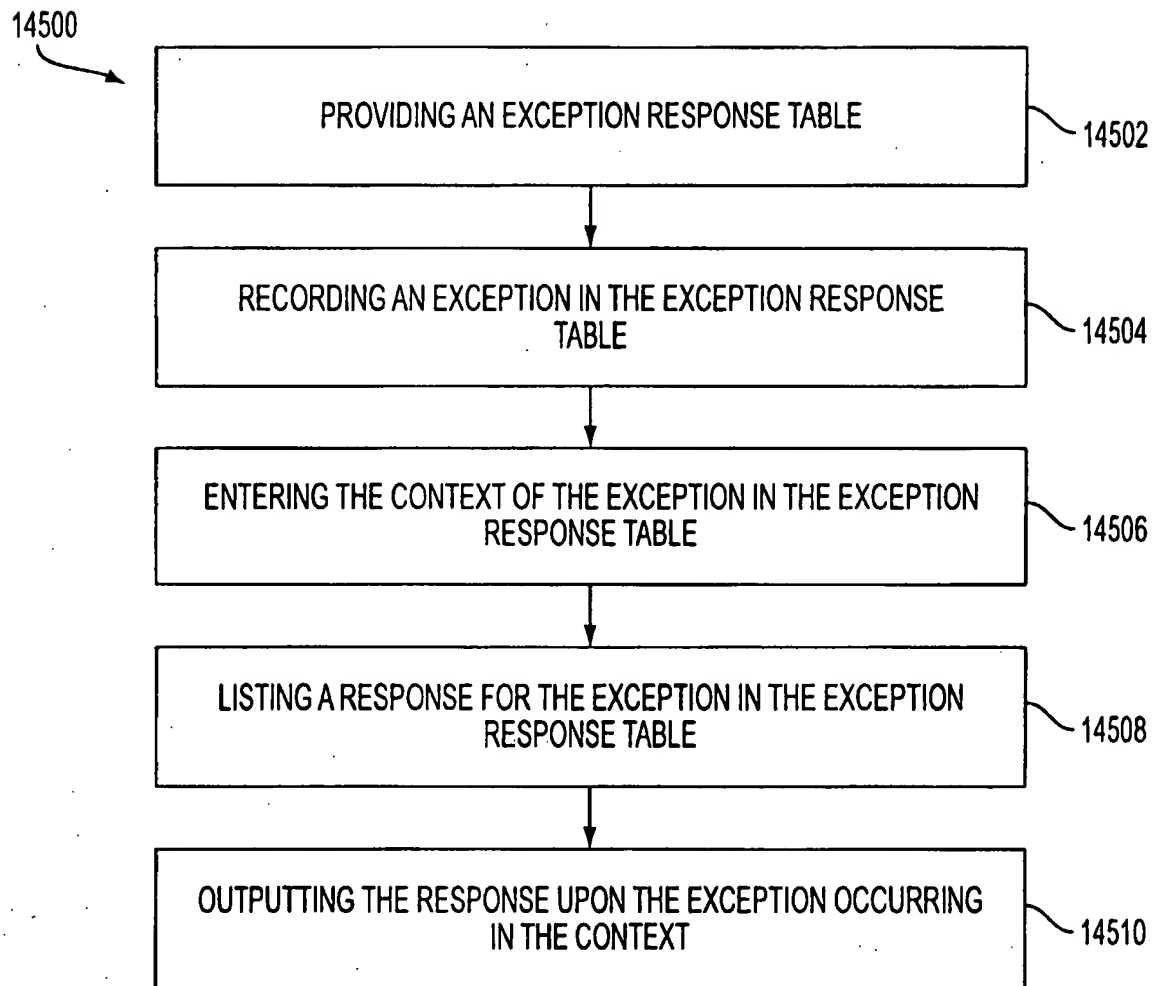 14500
PROVIDING AN EXCEPTION RESPONSE TABLE
14502
RECORDING AN EXCEPTION IN THE EXCEPTION RESPONSE
TABLE
14504
ENTERING THE CONTEXT OF THE EXCEPTION IN THE EXCEPTION
RESPONSE TABLE
14506
LISTING A RESPONSE FOR THE EXCEPTION IN THE EXCEPTION
RESPONSE TABLE
14508
OUTPUTTING THE RESPONSE UPON THE EXCEPTION OCCURRING
IN THE CONTEXT
14510